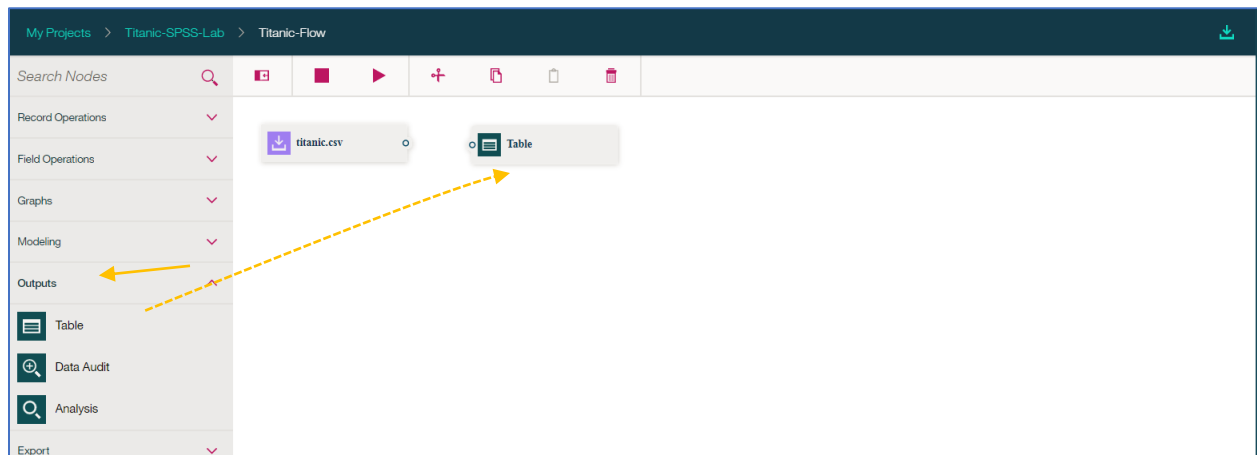 My Projects > Titanic-SPSS-Lab > Titanic-Flow
Search Nodes
Record Operations
Field Operations
Graphs
Modeling
Outputs
Table
Data Audit
Analysis
Export
titanic.csv
Table